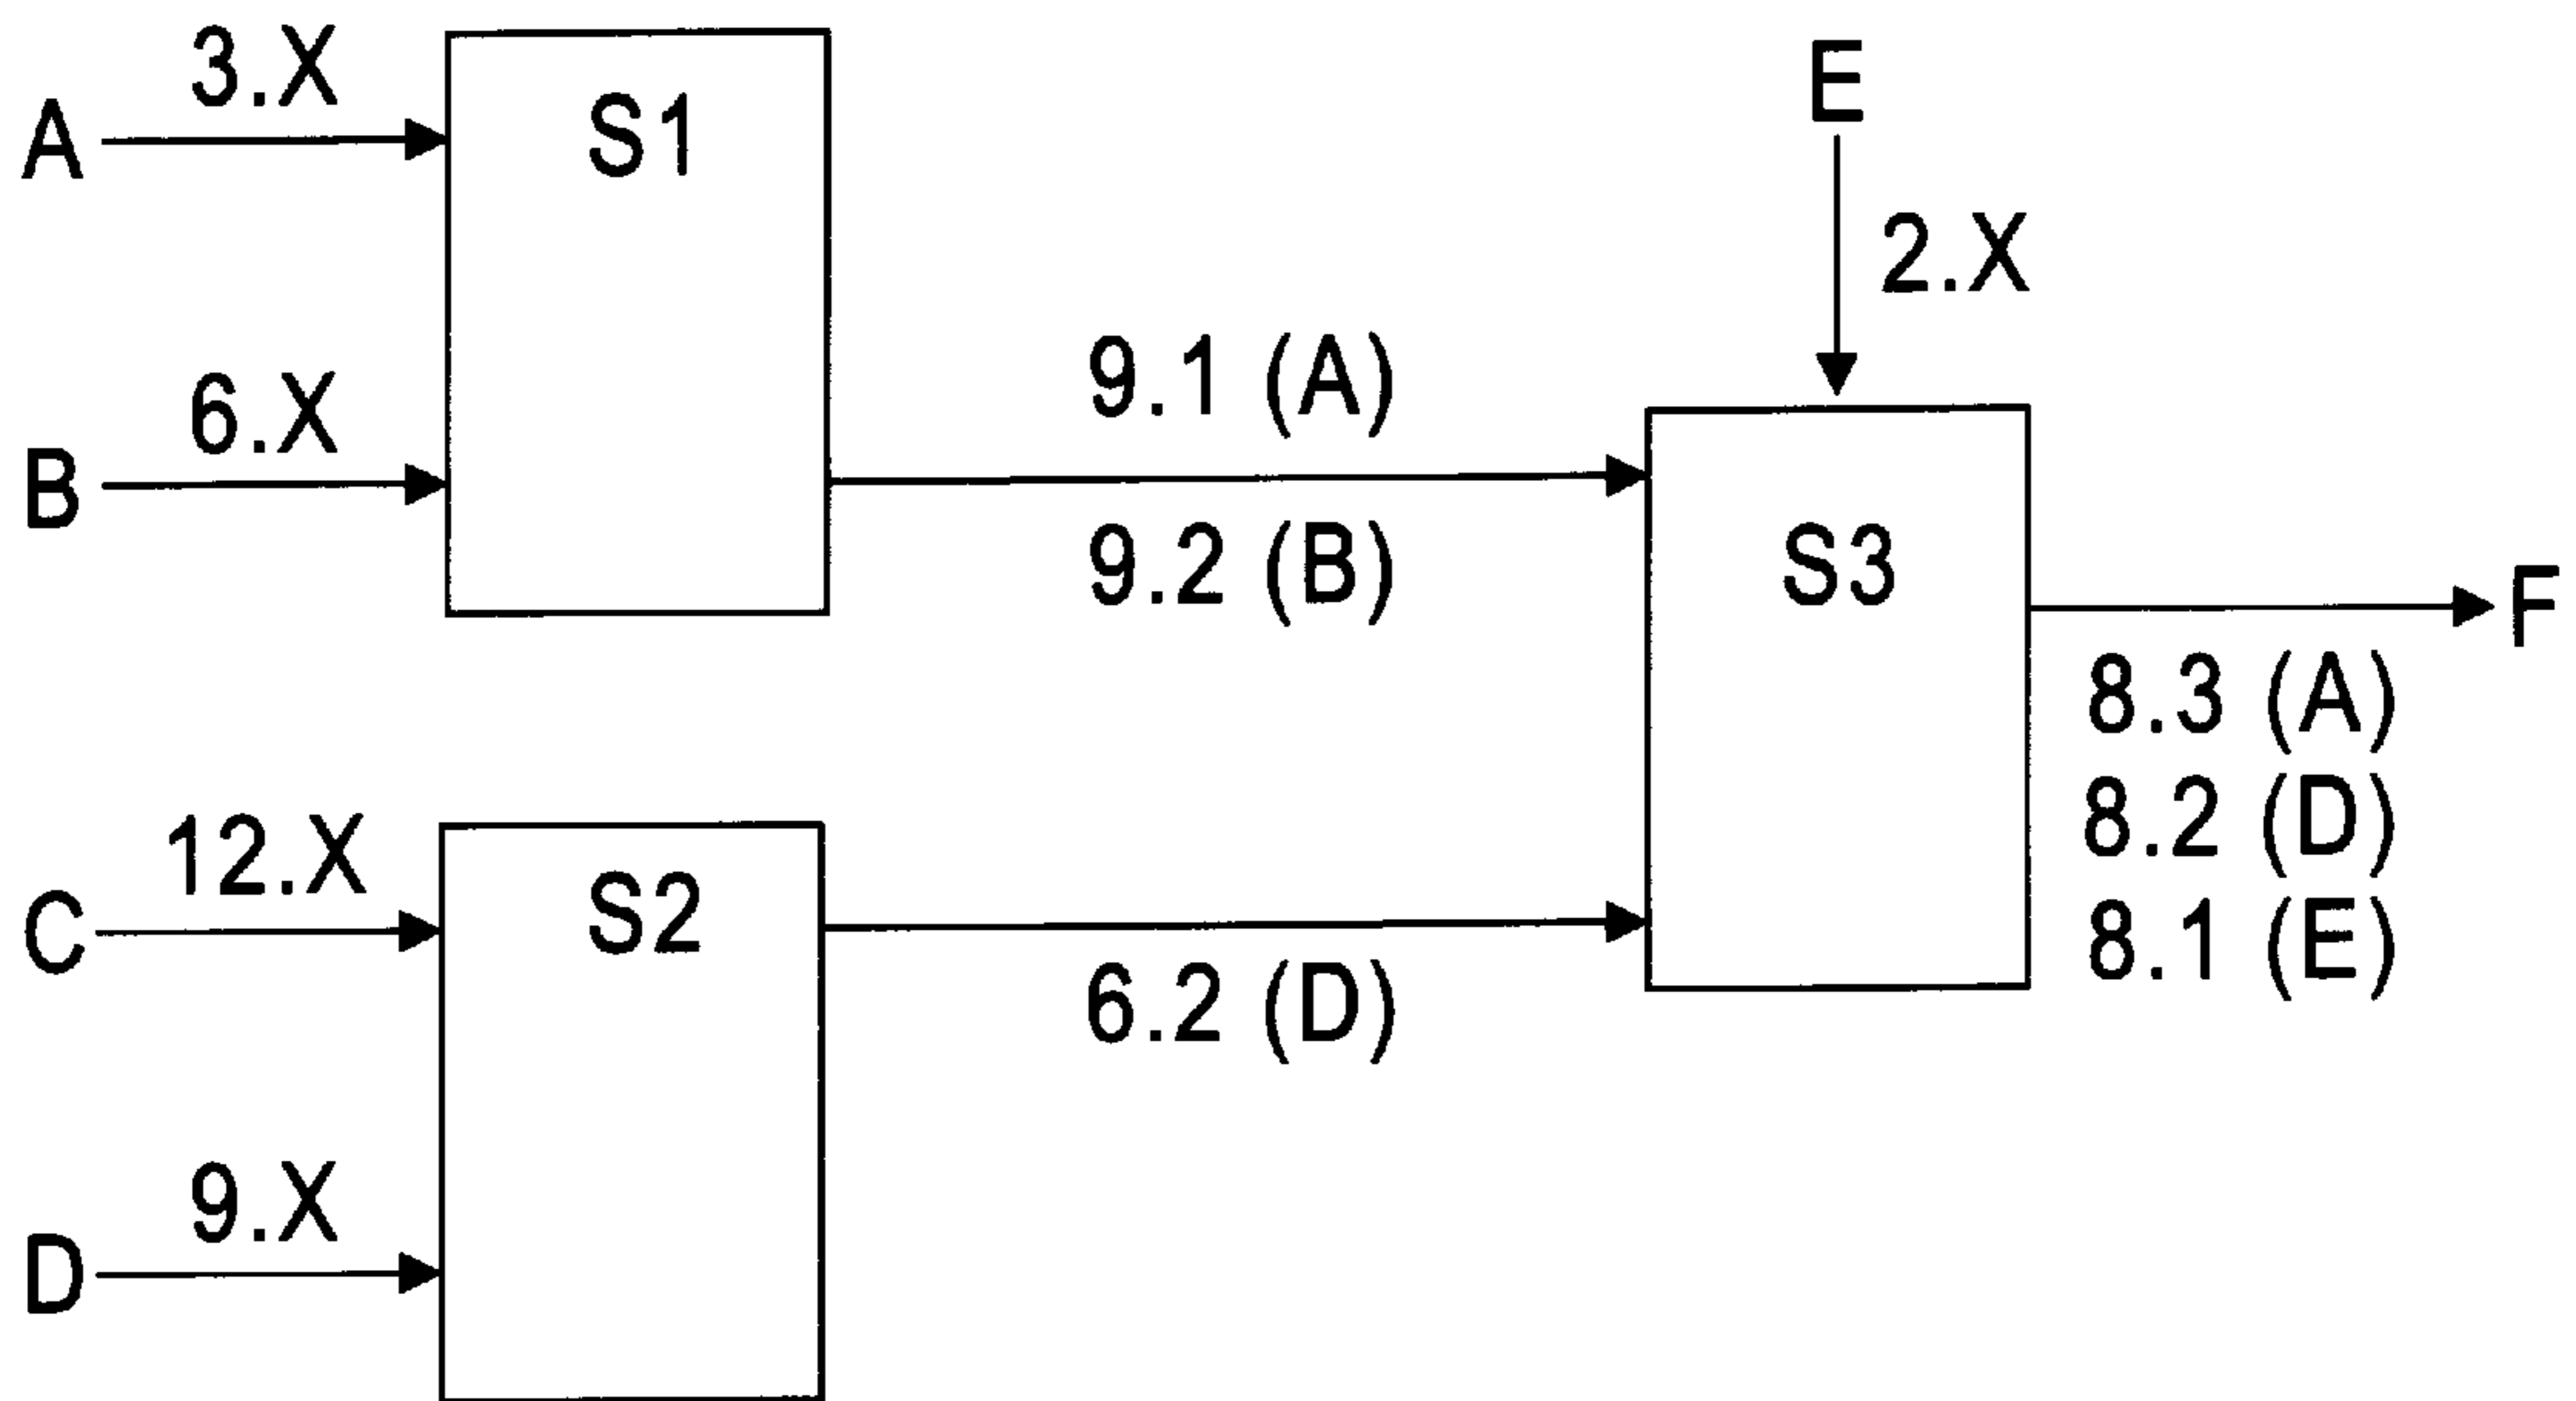 3.X
A
S1
E
2.X
6.X
B
9.1 (A)
9.2 (B)
S3
F
8.3 (A)
8.2 (D)
8.1 (E)
12.X
C
S2
6.2 (D)
9.X
D